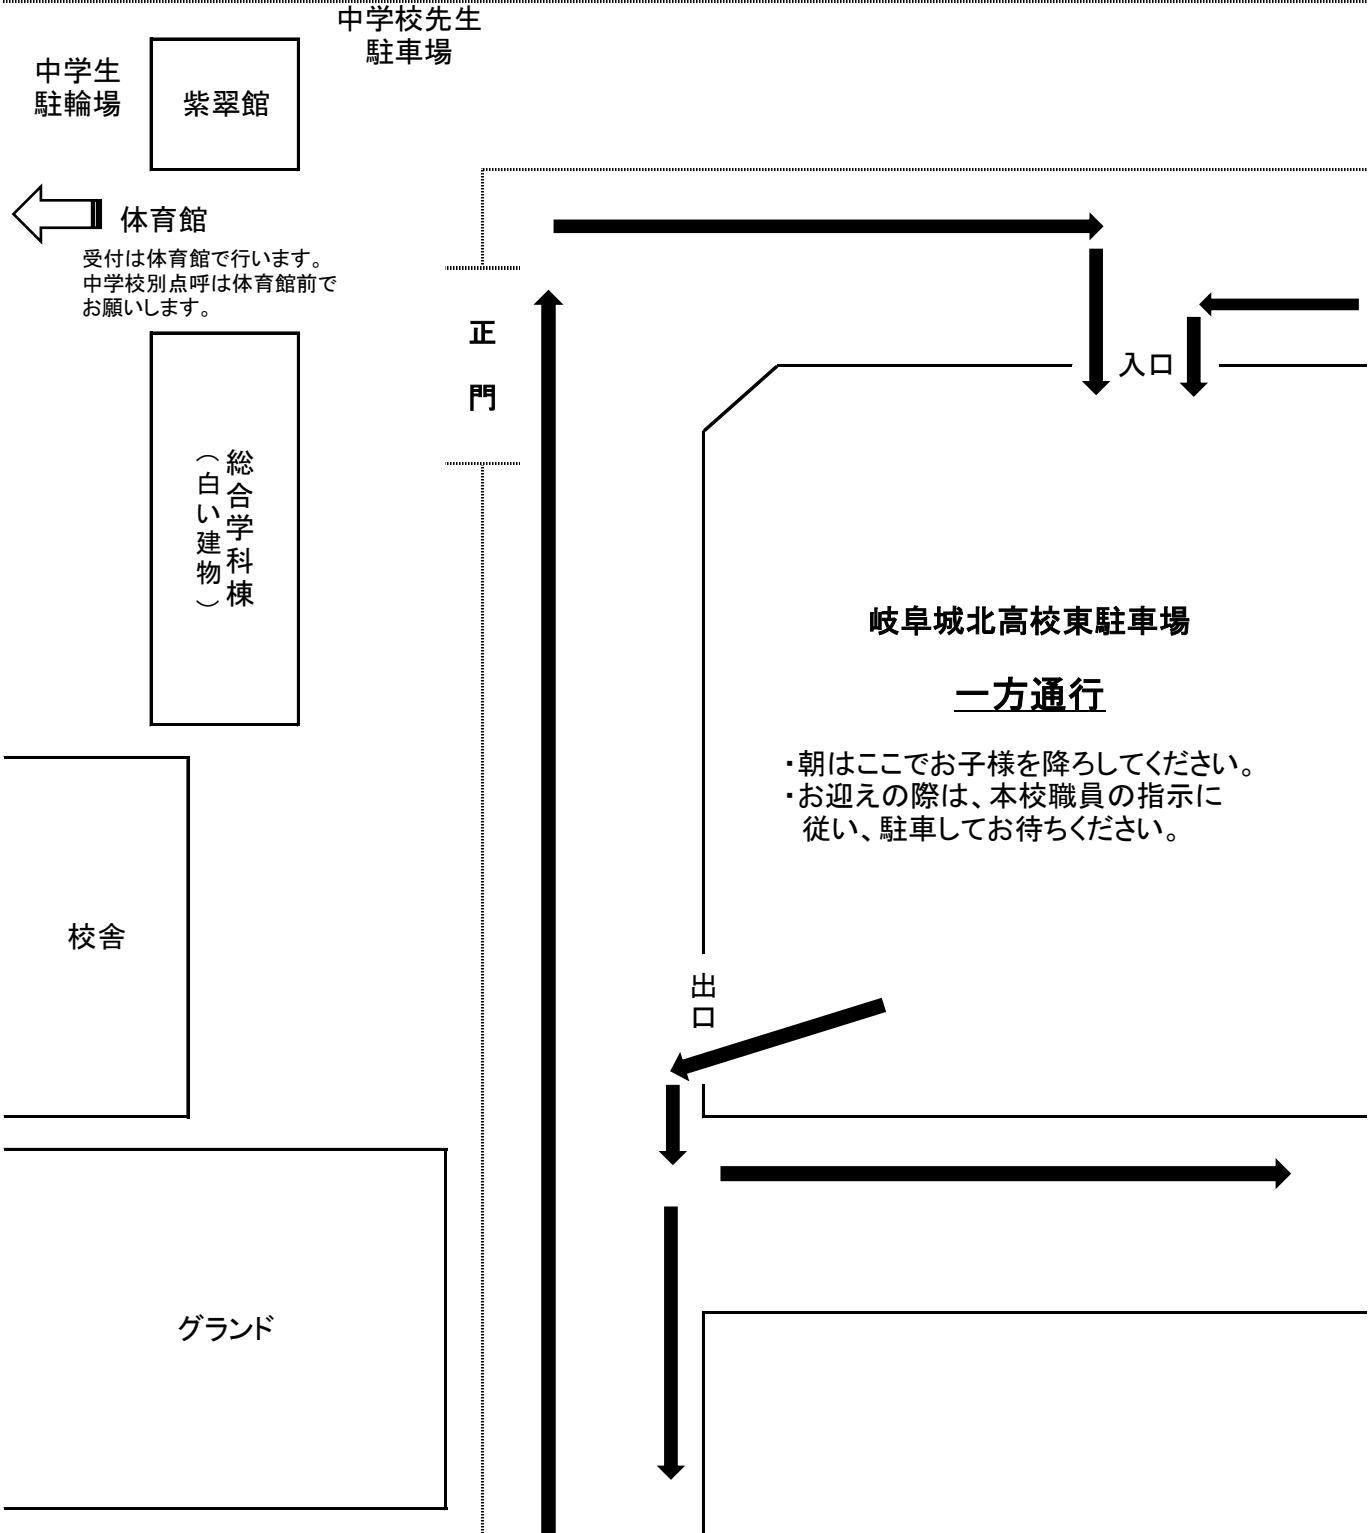 中学校先生
駐車場
中学生
駐輪場
紫翠館
体育館
受付は体育館で行います。
中学校別点呼は体育館前で
お願いします。
正門
入口
総合学科棟
（白い建物）
岐阜城北高校東駐車場
一方通行
・朝はここでお子様を降ろしてください。
・お迎えの際は、本校職員の指示に
従い、駐車してお待ちください。
校舎
出口
グランド